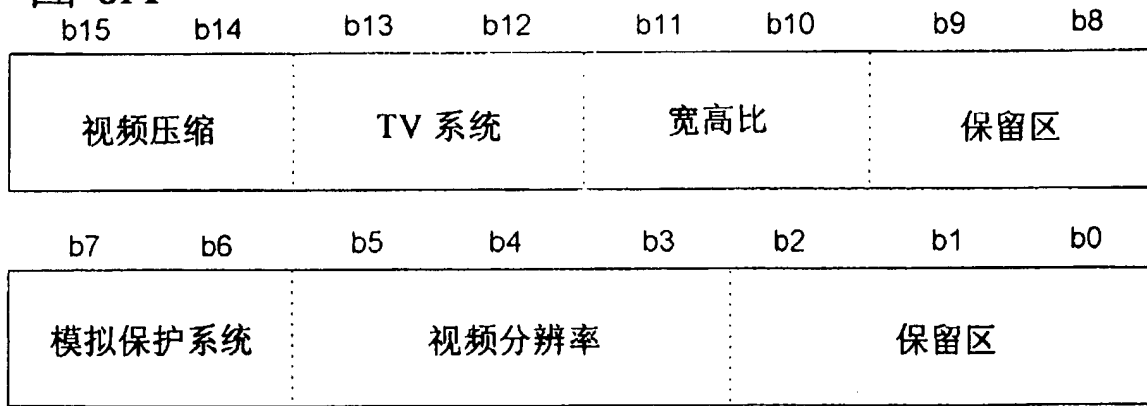 b15 b14 b13 b12 b11 b10 b9 b8
视频压缩 TV 系统 宽高比 保留区
b7 b6 b5 b4 b3 b2 b1 b0
模拟保护系统 视频分辨率 保留区